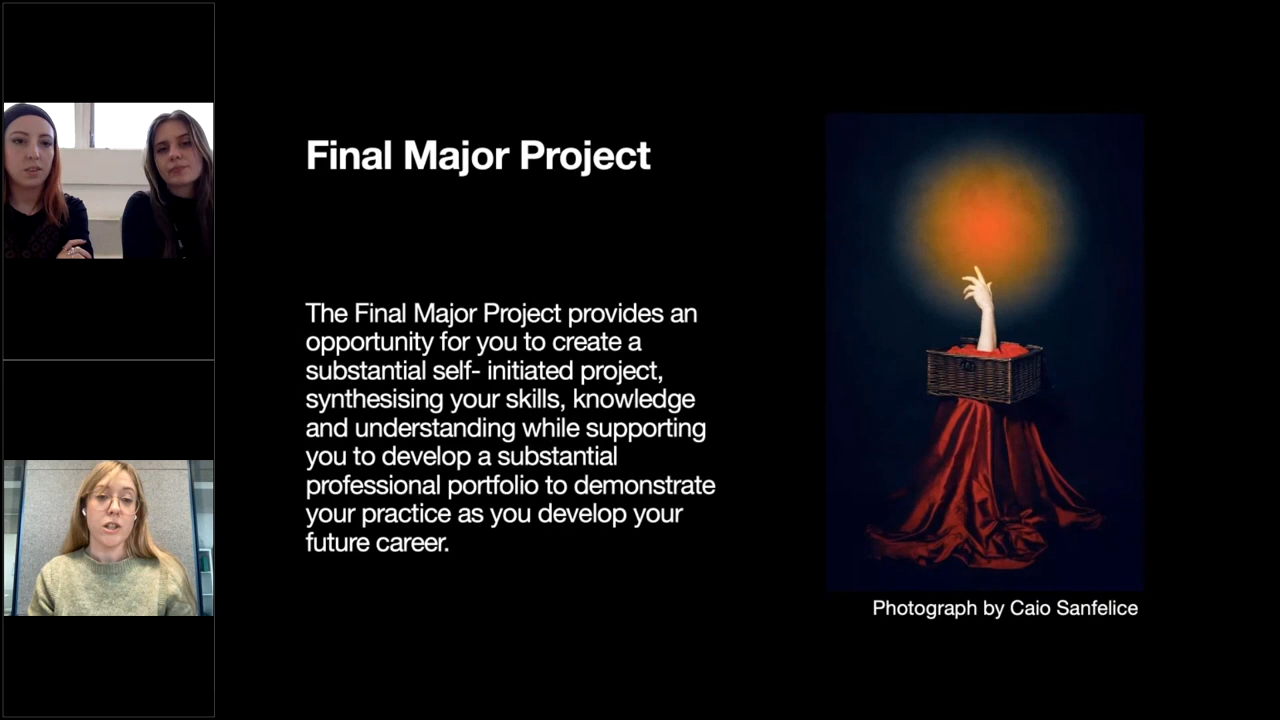 Final Major Project
The Final Major Project provides an
opportunity for you to create a
substantial self- initiated project,
synthesising your skills, knowledge
and understanding while supporting
you to develop a substantial
professional portfolio to demonstrate
your practice as you develop your
future career.
Photograph by Caio Sanfelice